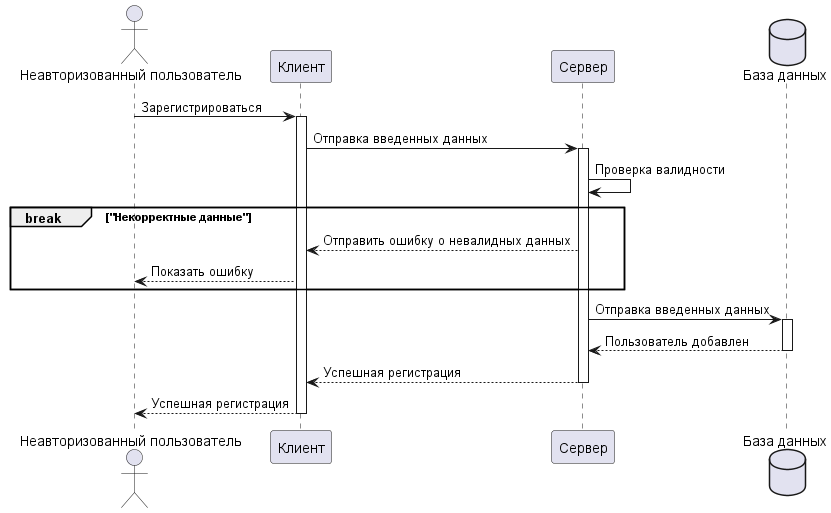 Неавторизованный пользователь
Клиент
Сервер
База данных
Зарегистрироваться
Отправка введенных данных
Проверка валидности
break
["Некорректные данные"]
Отправить ошибку о невалидных данных
Показать ошибку
Отправка введенных данных
Пользователь добавлен
Успешная регистрация
Успешная регистрация
Неавторизованный пользователь
Клиент
Сервер
База данных